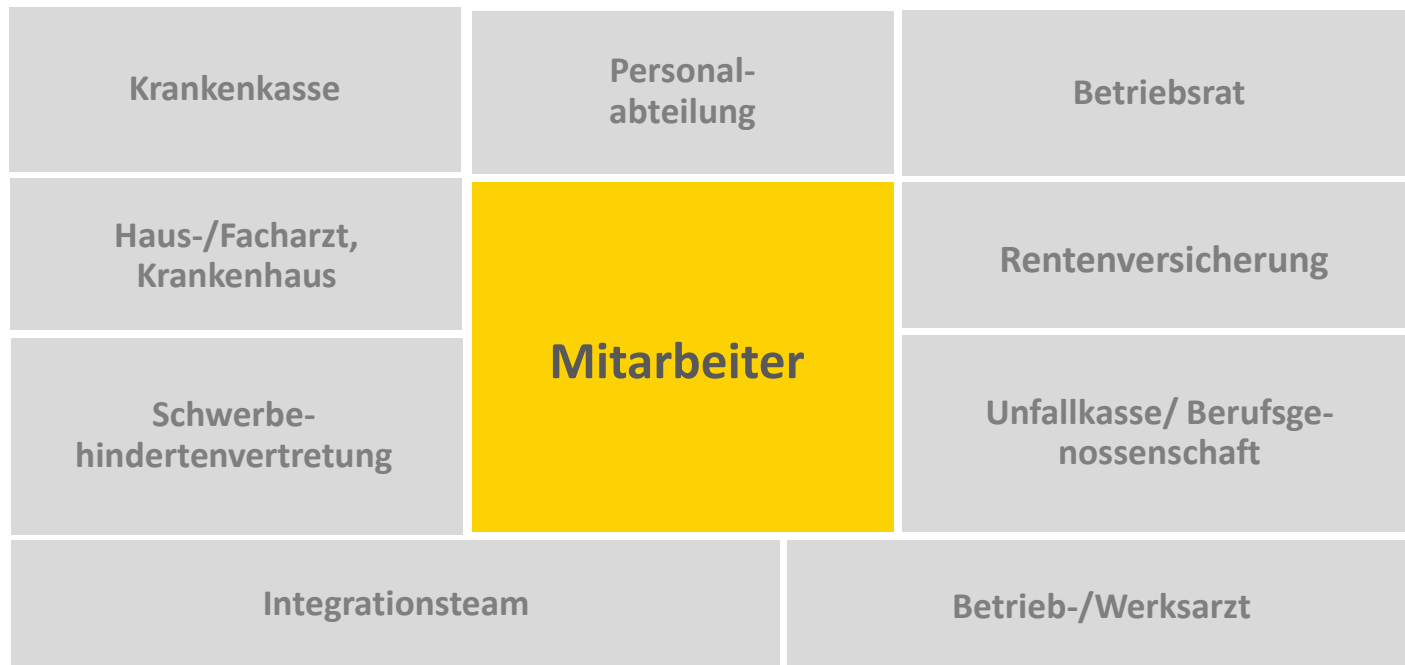 Krankenkasse
Personal-
abteilung
Betriebsrat
Haus-/Facharzt,
Krankenhaus
Mitarbeiter
Rentenversicherung
Schwerbe-
hindertenvertretung
Unfallkasse/ Berufsge-
nossenschaft
Integrationsteam
Betrieb-/Werksarzt